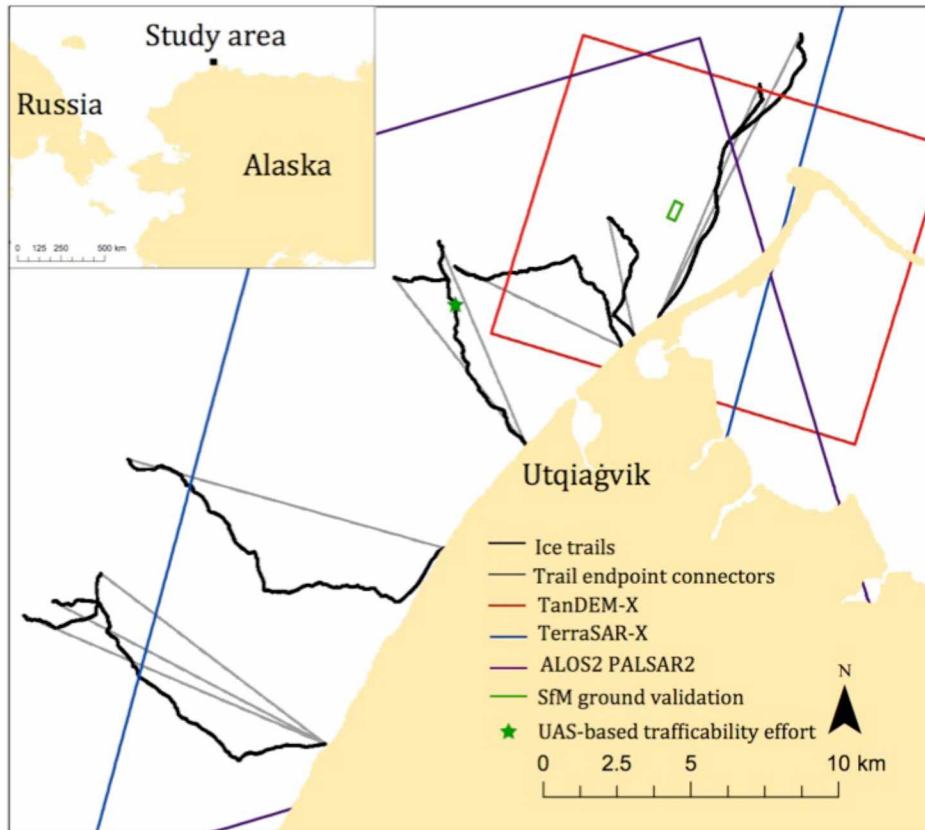 Study area
Russia
Alaska
0 125 250 500 km
Utqiaġvik
Ice trails
Trail endpoint connectors
TanDEM-X
TerraSAR-X
ALOS2 PALSAR2
SfM ground validation
UAS-based trafficability effort
N
0 2.5 5 10 km